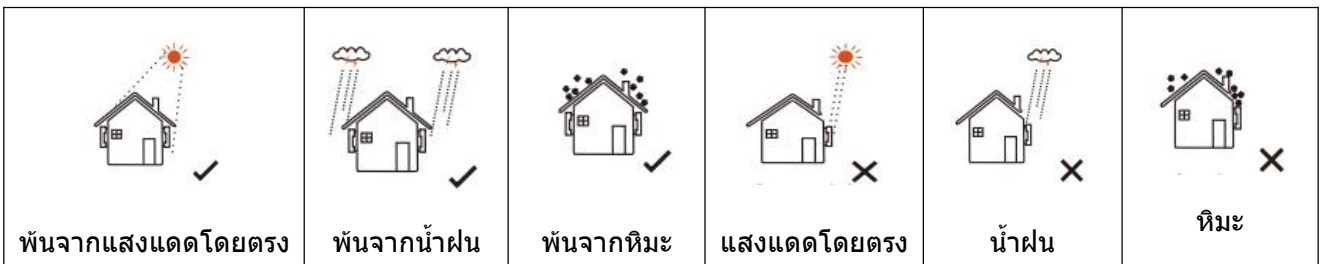 พ้นจากแสงแดดโดยตรง
พ้นจากน้ำฝน
พ้นจากหิมะ
แสงแดดโดยตรง
น้ำฝน
หิมะ